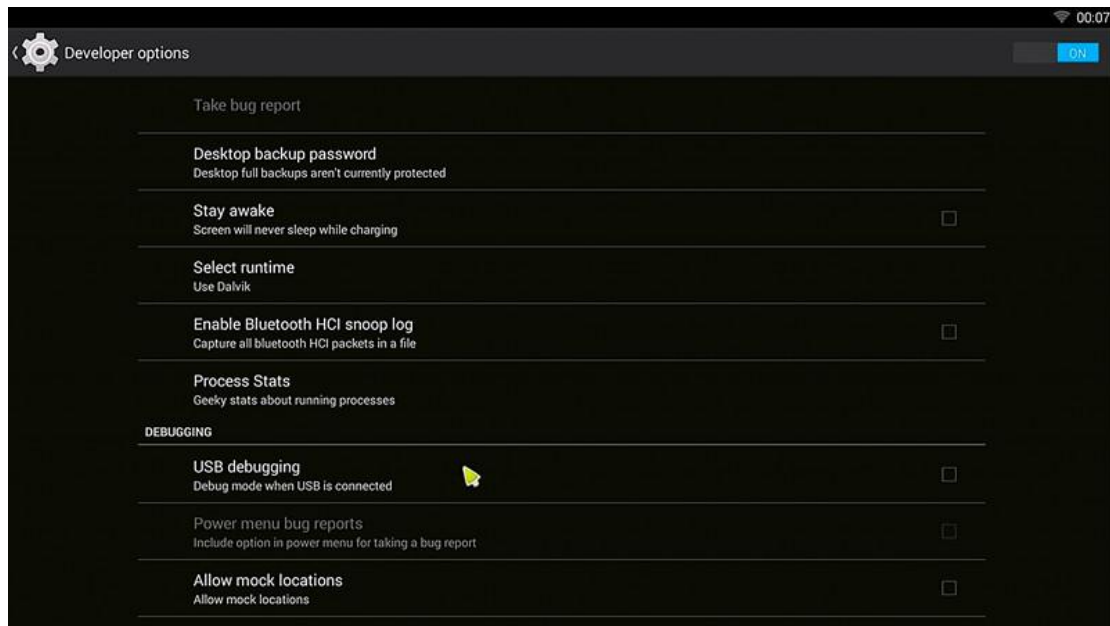 00:07
Developer options
ON
Take bug report
Desktop backup password
Desktop full backups aren't currently protected
Stay awake
Screen will never sleep while charging
Select runtime
Use Dalvik
Enable Bluetooth HCI snoop log
Capture all bluetooth HCI packets in a file
Process Stats
Geeky stats about running processes
DEBUGGING
USB debugging
Debug mode when USB is connected
Power menu bug reports
Include option in power menu for taking a bug report
Allow mock locations
Allow mock locations